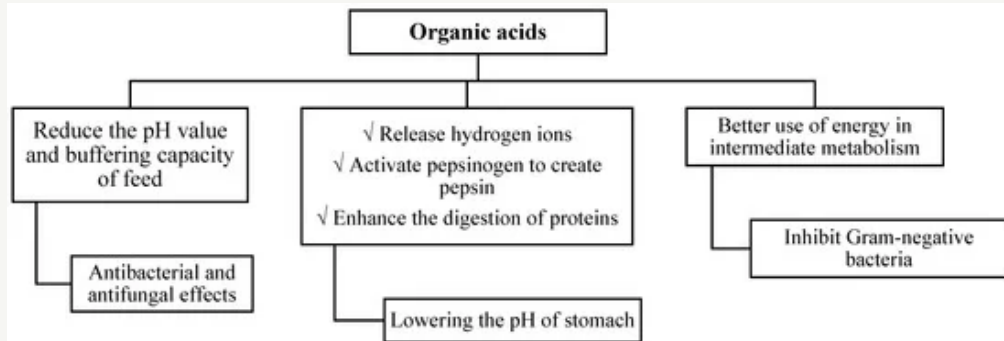 Organic acids
Reduce the pH value
and buffering capacity
of feed
Antibacterial and
antifungal effects
√ Release hydrogen ions
√ Activate pepsinogen to create
pepsin
√ Enhance the digestion of proteins
Lowering the pH of stomach
Better use of energy in
intermediate metabolism
Inhibit Gram-negative
bacteria